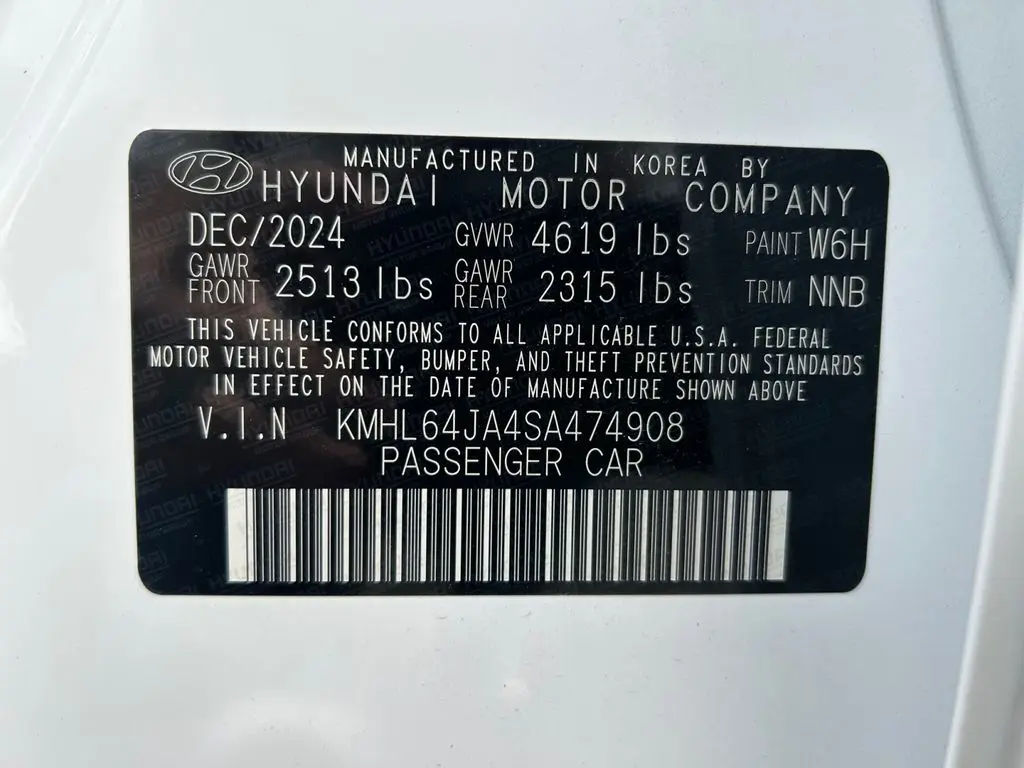 MANUFACTURED IN KOREA BY
HYUNDAI MOTOR COMPANY
DEC/2024 GVWR 4619 lbs PAINT W6H
GAWR FRONT 2513 lbs GAWR REAR 2315 lbs TRIM NNB
THIS VEHICLE CONFORMS TO ALL APPLICABLE U.S.A. FEDERAL
MOTOR VEHICLE SAFETY, BUMPER, AND THEFT PREVENTION STANDARDS
IN EFFECT ON THE DATE OF MANUFACTURE SHOWN ABOVE
V.I.N KMHL64JA4SA474908
PASSENGER CAR